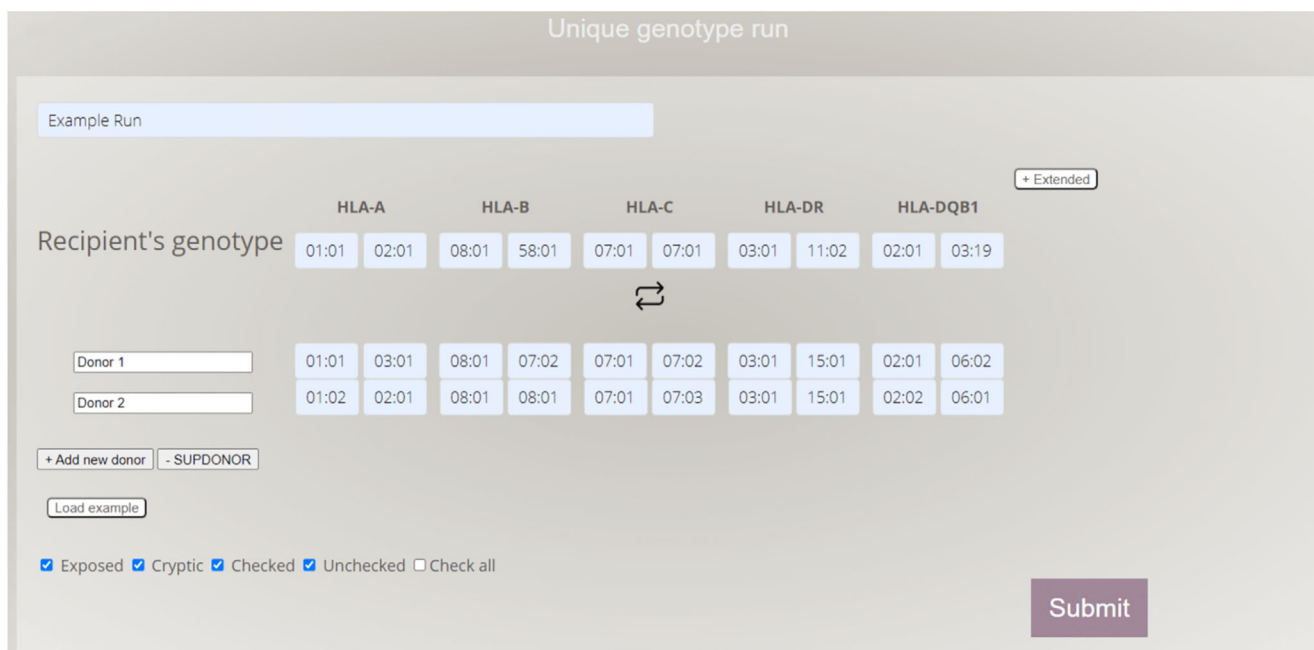 Unique genotype run
Example Run
+ Extended
HLA-A HLA-B HLA-C HLA-DR HLA-DQB1
Recipient's genotype 01:01 02:01 08:01 58:01 07:01 07:01 03:01 11:02 02:01 03:19
Donor 1 01:01 03:01 08:01 07:02 07:01 07:02 03:01 15:01 02:01 06:02
Donor 2 01:02 02:01 08:01 08:01 07:01 07:03 03:01 15:01 02:02 06:01
+ Add new donor - SUPDONOR
Load example
Exposed Cryptic Checked Unchecked Check all
Submit